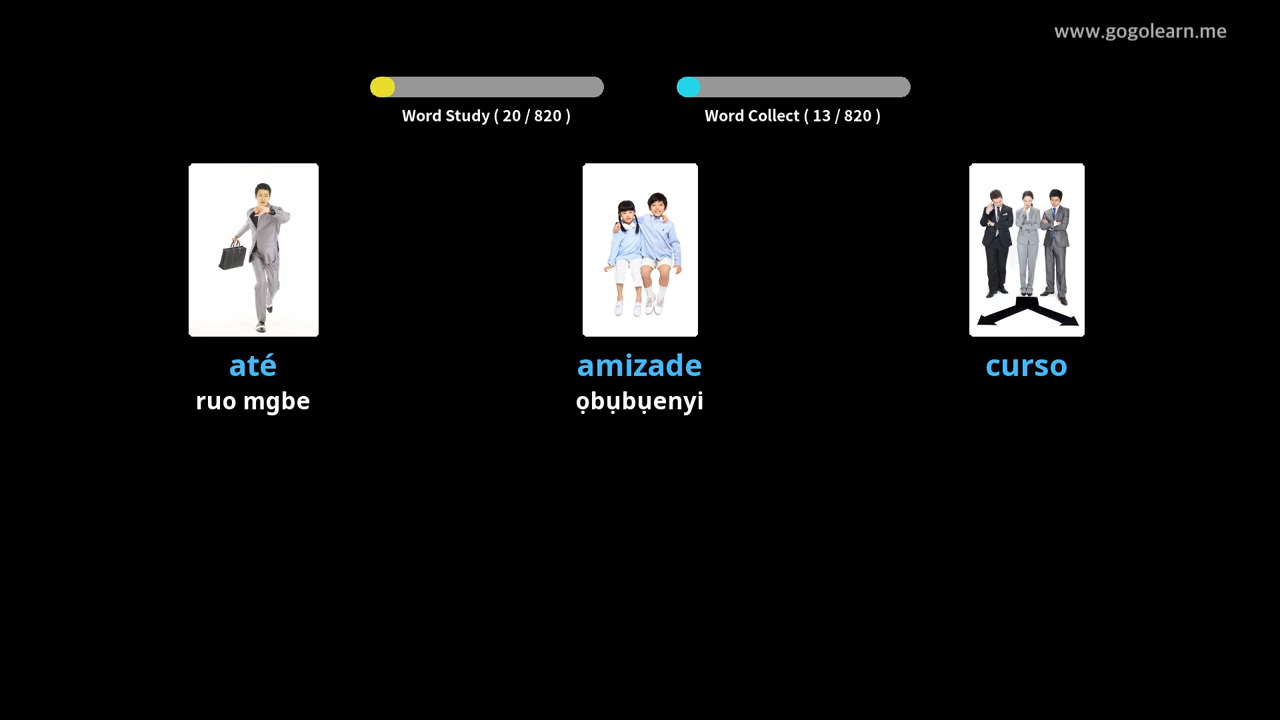 www.gogolearn.me
Word Study ( 20 / 820 )
Word Collect ( 13 / 820 )
até
ruo mgbe
amizade
ọbụbụenyi
curso